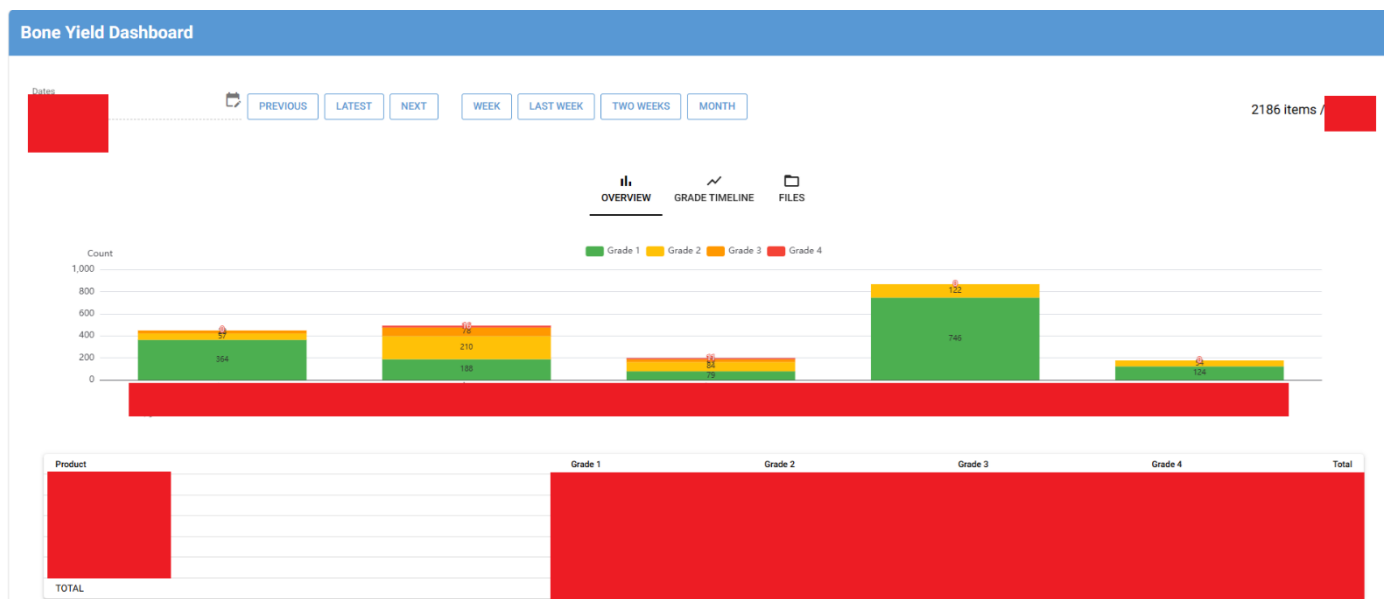 Bone Yield Dashboard
Dates
PREVIOUS LATEST NEXT WEEK LAST WEEK TWO WEEKS MONTH
2186 items /
OVERVIEW GRADE TIMELINE FILES
Count
Grade 1 Grade 2 Grade 3 Grade 4
1,000
800
600
400
200
0
57
210
188
78
84
79
122
746
124
Product Grade 1 Grade 2 Grade 3 Grade 4 Total
TOTAL